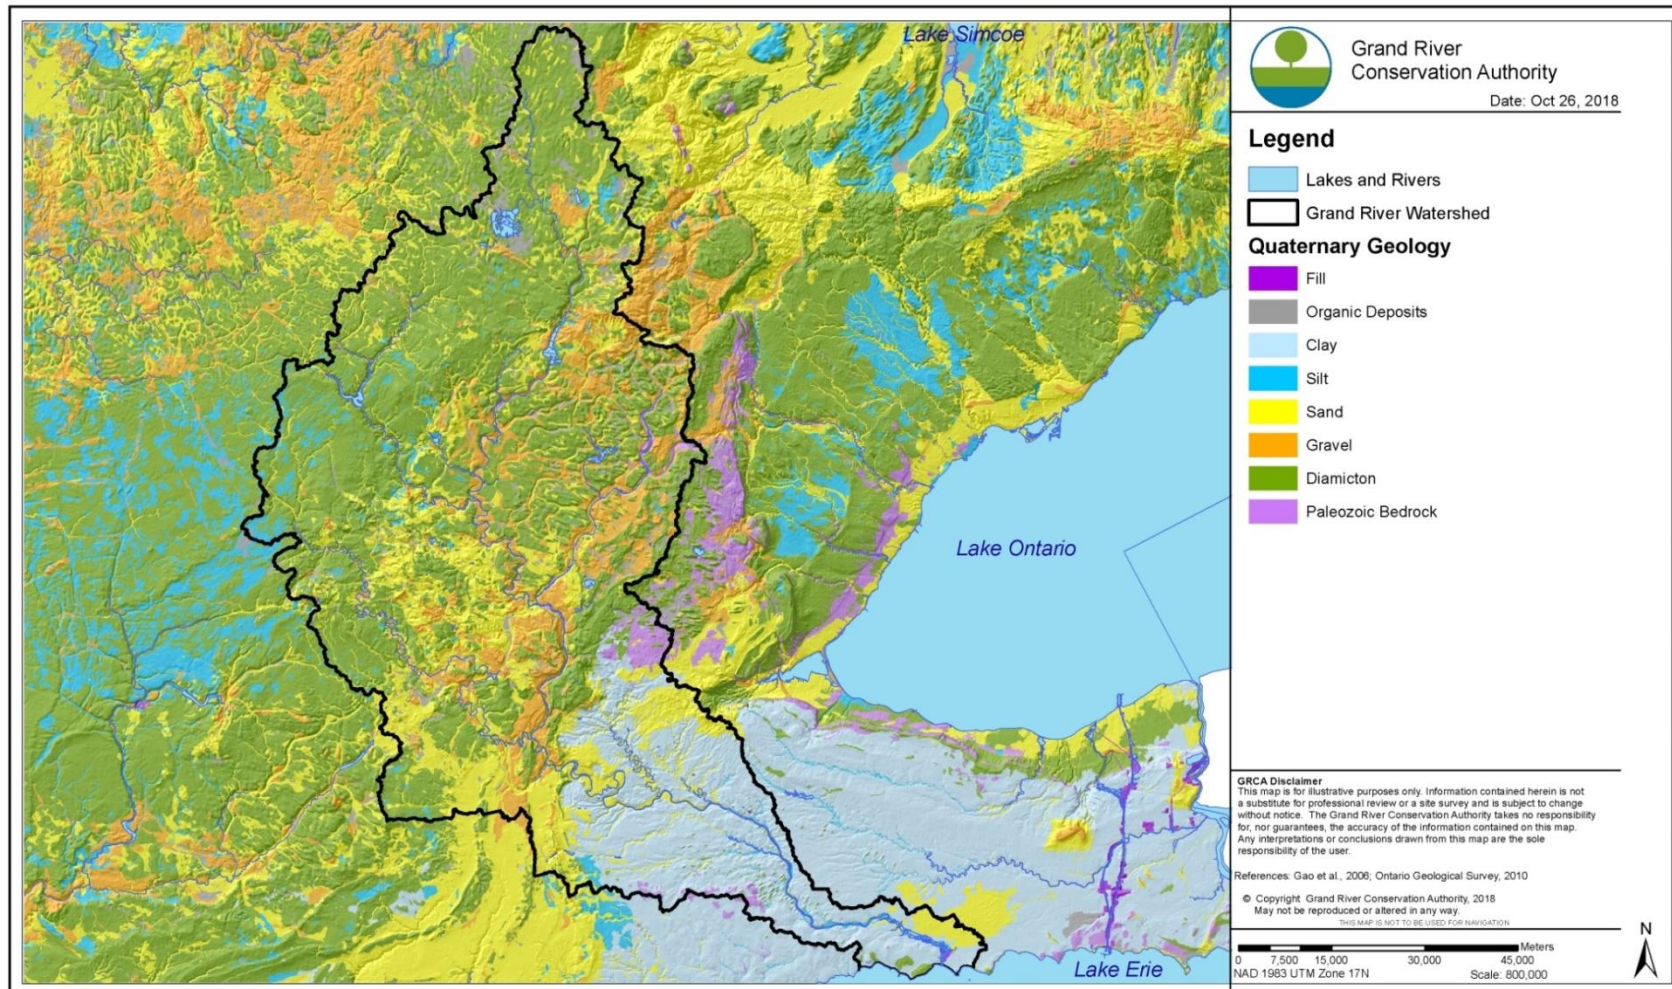 Lake Simcoe
Lake Ontario
Lake Erie
Grand River
Conservation Authority
Date: Oct 26, 2018
Legend
Lakes and Rivers
Grand River Watershed
Quaternary Geology
Fill
Organic Deposits
Clay
Silt
Sand
Gravel
Diamicton
Paleozoic Bedrock
GRCA Disclaimer
This map is for illustrative purposes only. Information contained herein is not
a substitute for professional review or a site survey and is subject to change
without notice. The Grand River Conservation Authority takes no responsibility
for, nor guarantees, the accuracy of the information contained on this map.
Any interpretations or conclusions drawn from this map are the sole
responsibility of the user.
References: Gao et al., 2006; Ontario Geological Survey, 2010
© Copyright Grand River Conservation Authority, 2018
May not be reproduced or altered in any way.
THIS MAP IS NOT TO BE USED FOR NAVIGATION
Meters
0 7,500 15,000 30,000 45,000
NAD 1983 UTM Zone 17N Scale: 800,000
N